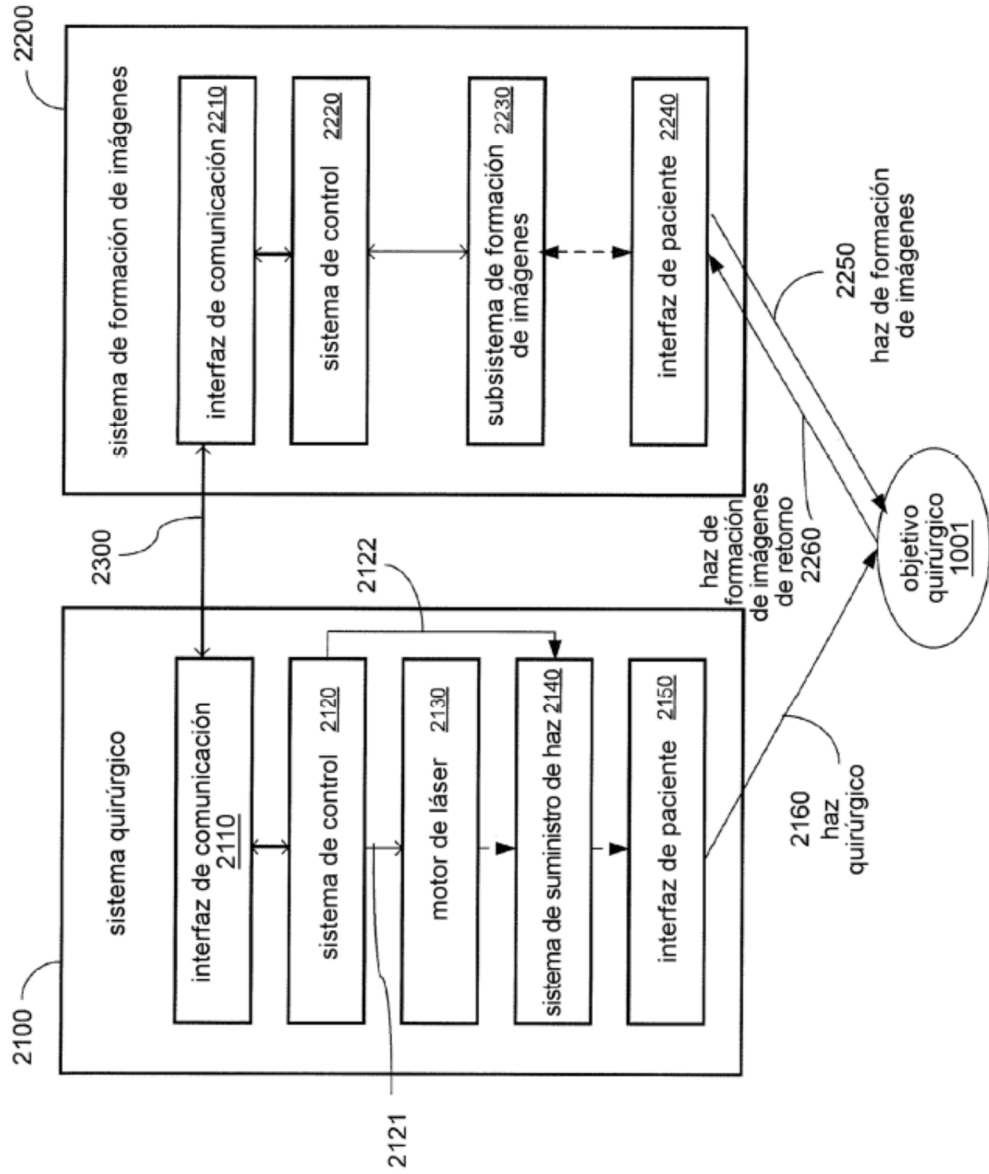 2100
sistema quirúrgico
interfaz de comunicación
2110
sistema de control 2120
motor de láser 2130
sistema de suministro de haz 2140
interfaz de paciente 2150
2121
2122
2300
2200
sistema de formación de imágenes
interfaz de comunicación 2210
sistema de control 2220
subsistema de formación 2230
de imágenes
interfaz de paciente 2240
2160
haz
quirúrgico
haz de
formación
de imágenes
de retorno
2260
2250
haz de formación
de imágenes
objetivo
quirúrgico
1001